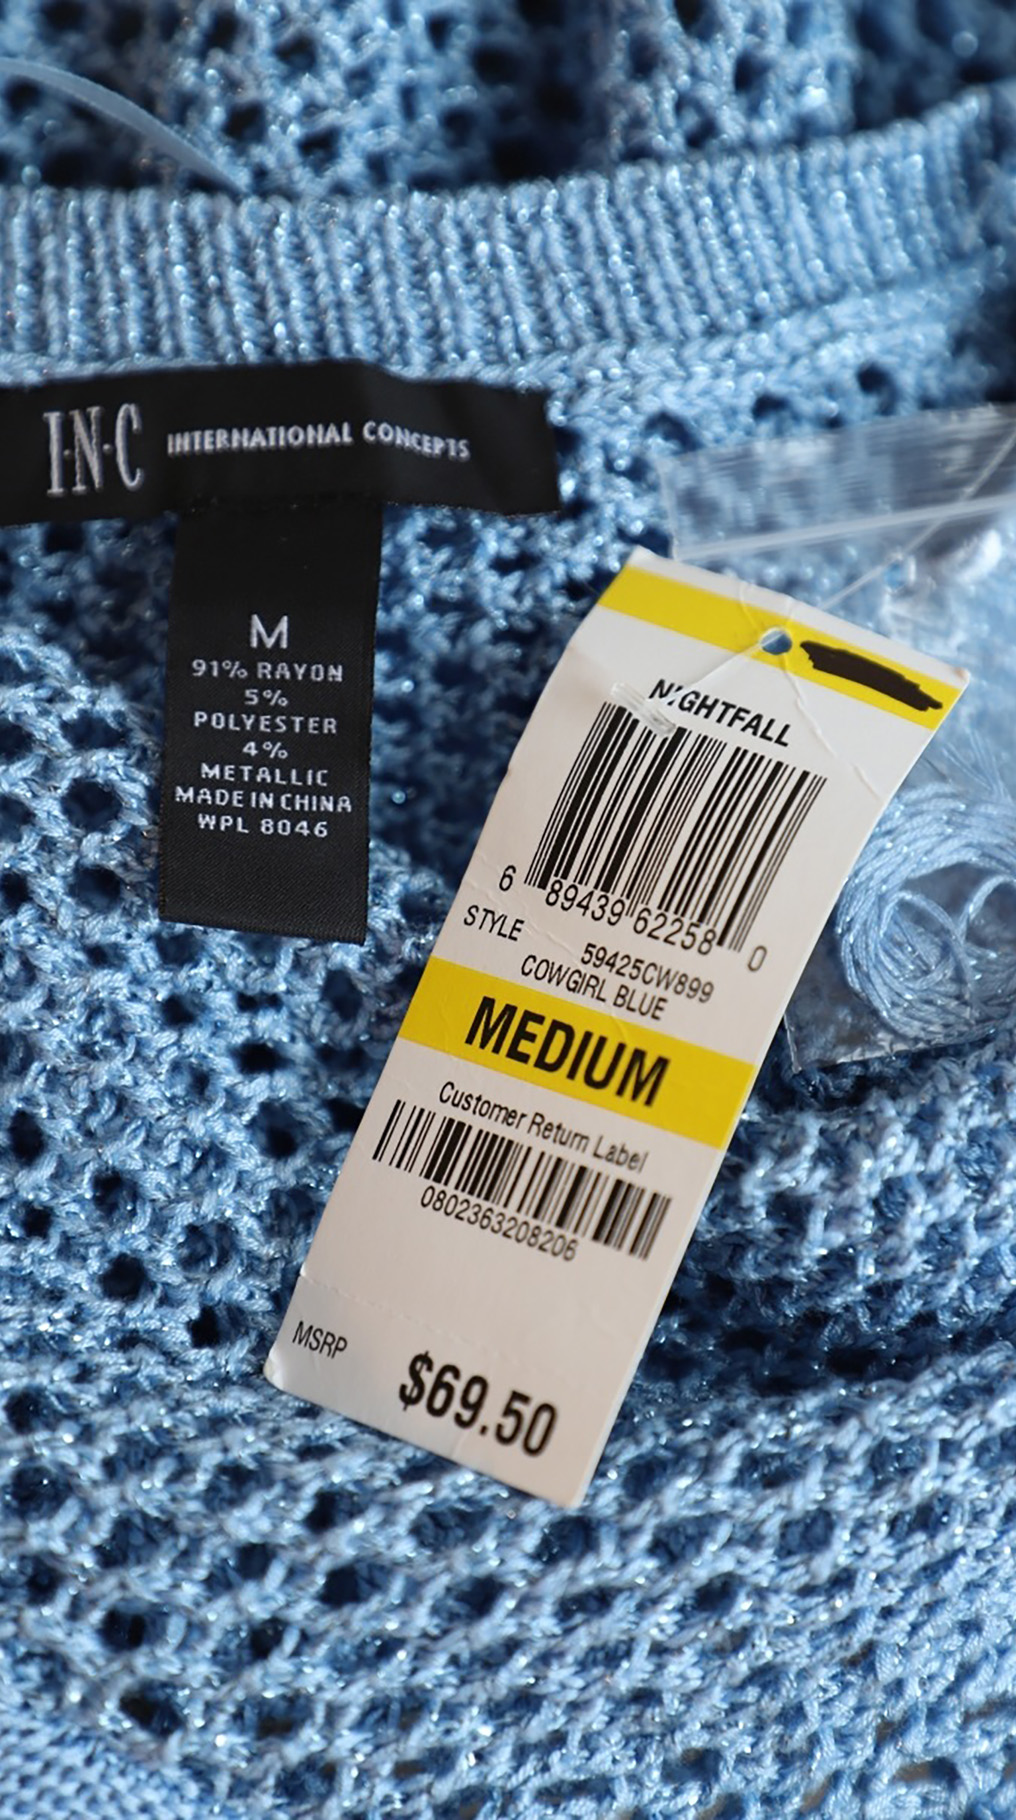 I·N·C INTERNATIONAL CONCEPTS
M
91% RAYON
5%
POLYESTER
4%
METALLIC
MADE IN CHINA
WPL 8046
NIGHTFALL
6 89439 62258 0
STYLE 59425CW899
COWGIRL BLUE
MEDIUM
Customer Return Label
0802363208206
MSRP $69.50